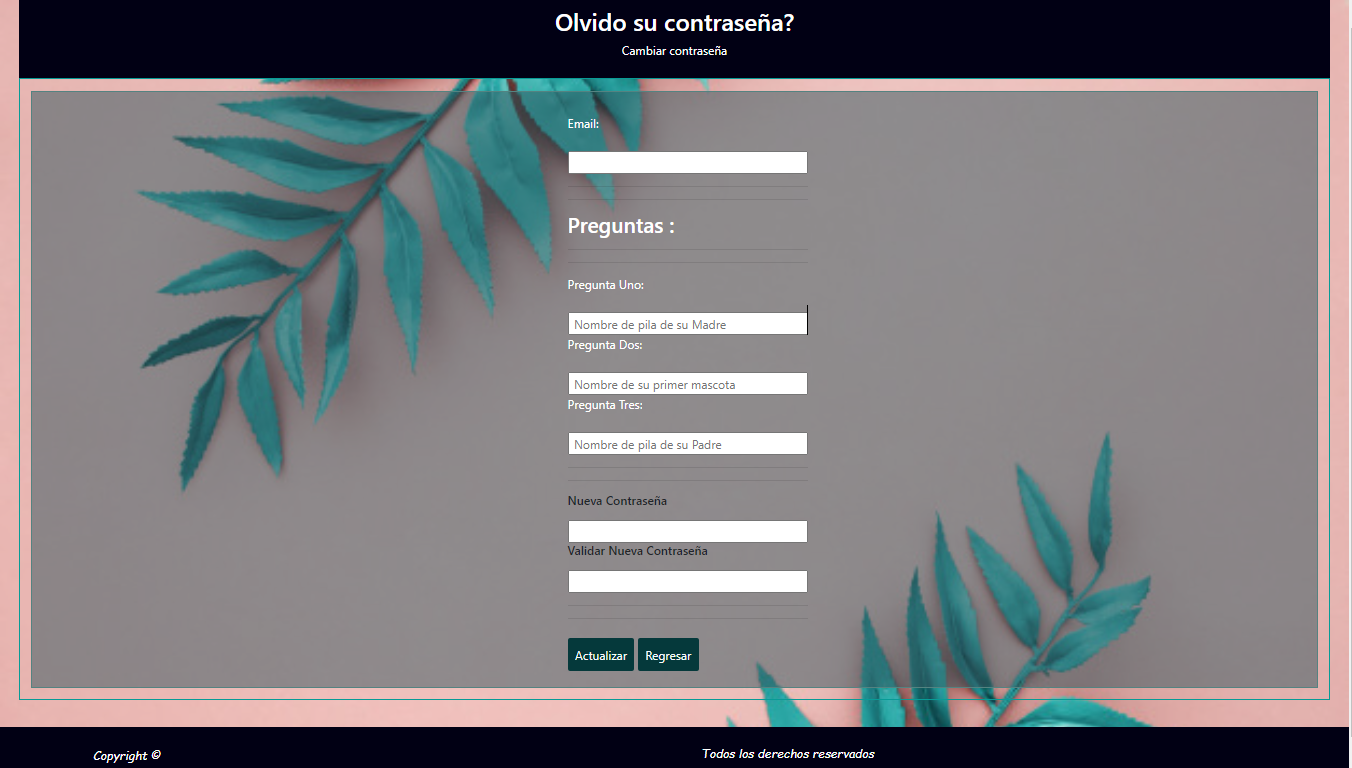 Olvido su contraseña?
Cambiar contraseña
Email:
Preguntas :
Pregunta Uno:
Nombre de pila de su Madre
Pregunta Dos:
Nombre de su primer mascota
Pregunta Tres:
Nombre de pila de su Padre
Nueva Contraseña
Validar Nueva Contraseña
Actualizar Regresar
Copyright © Todos los derechos reservados